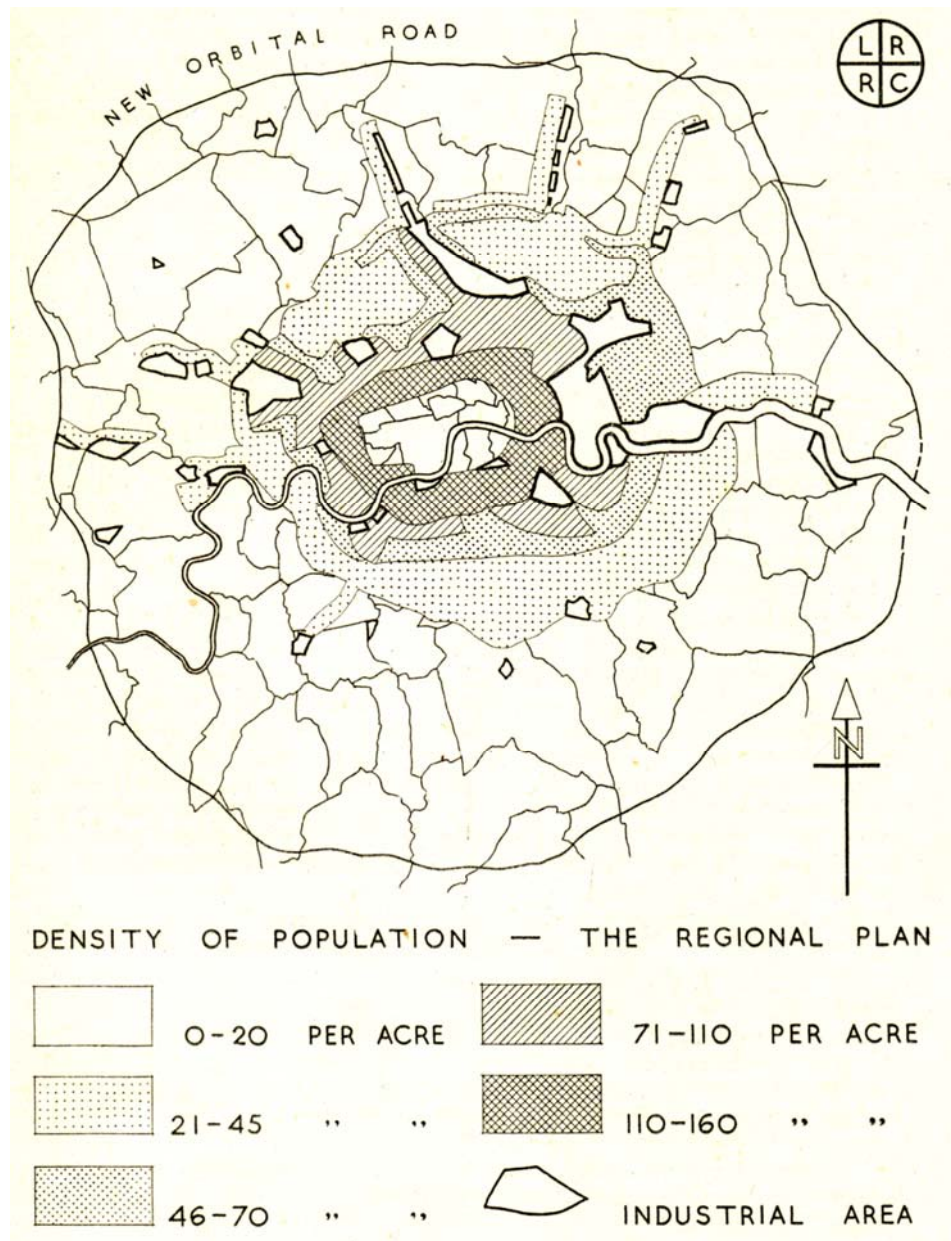 NEW ORBITAL ROAD
L R
R C
N
DENSITY OF POPULATION — THE REGIONAL PLAN
0-20 PER ACRE
21-45 " "
46-70 " "
71-110 PER ACRE
110-160 " "
INDUSTRIAL AREA